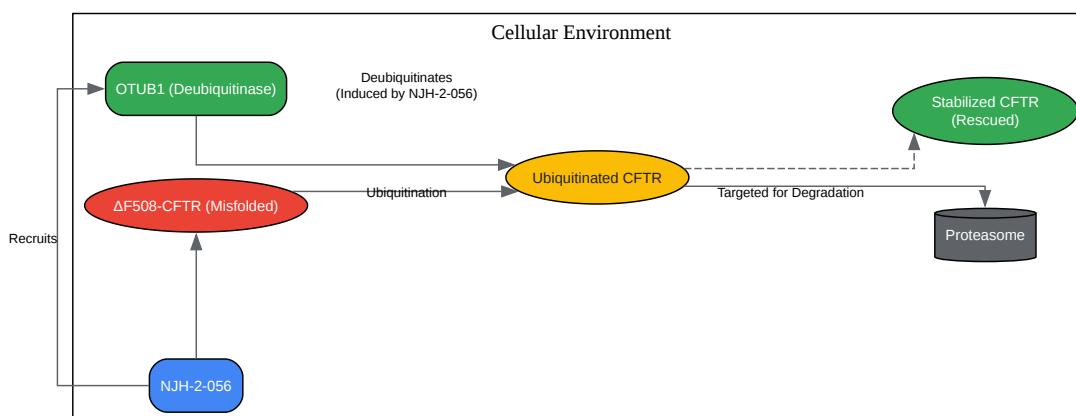 Cellular Environment
OTUB1 (Deubiquitinase)
Deubiquitinates
(Induced by NJH-2-056)
Stabilized CFTR
(Rescued)
Ubiquitinated CFTR
ΔF508-CFTR (Misfolded)
Ubiquitination
Targeted for Degradation
Recruits
Proteasome
NJH-2-056